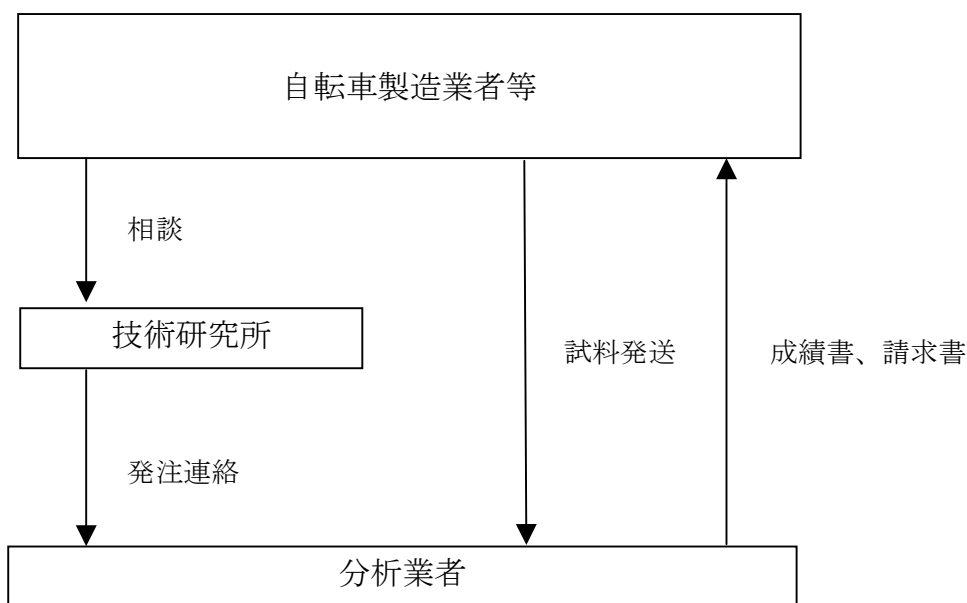 自転車製造業者等
相談
技術研究所
試料発送
成績書、請求書
発注連絡
分析業者